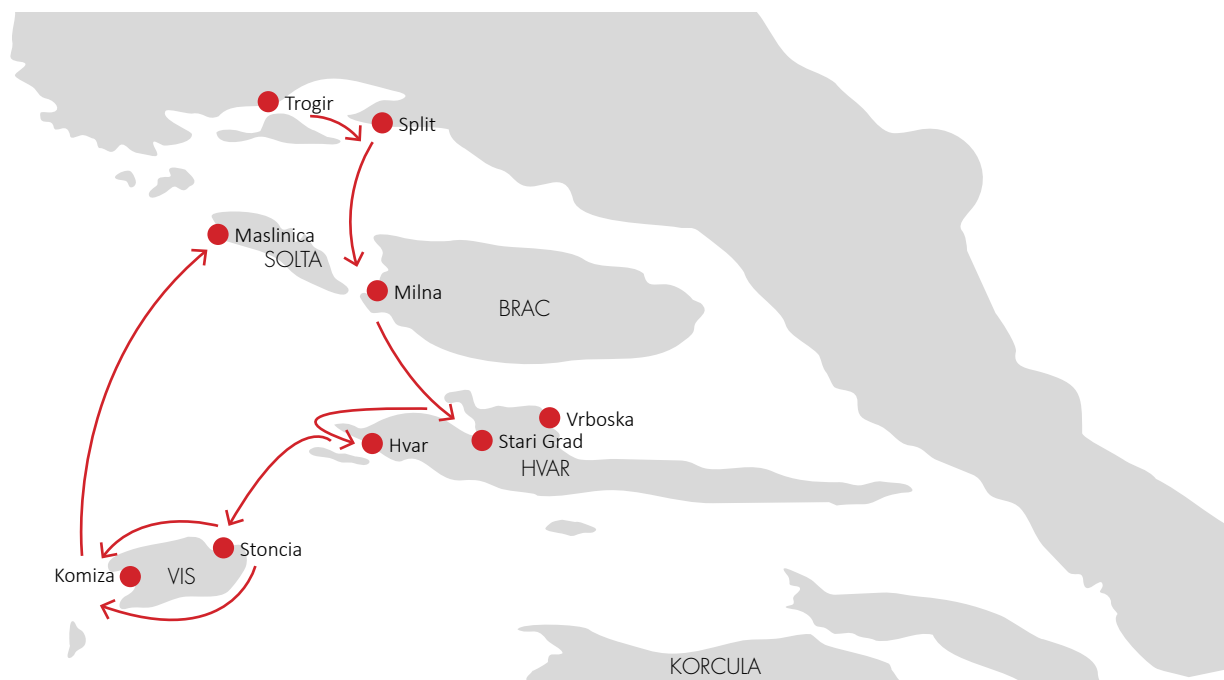 Trogir
Split
Maslinica
SOLTA
Milna
BRAC
Vrboska
Stari Grad
Hvar
HVAR
Stoncia
Komiza
VIS
KORCULA